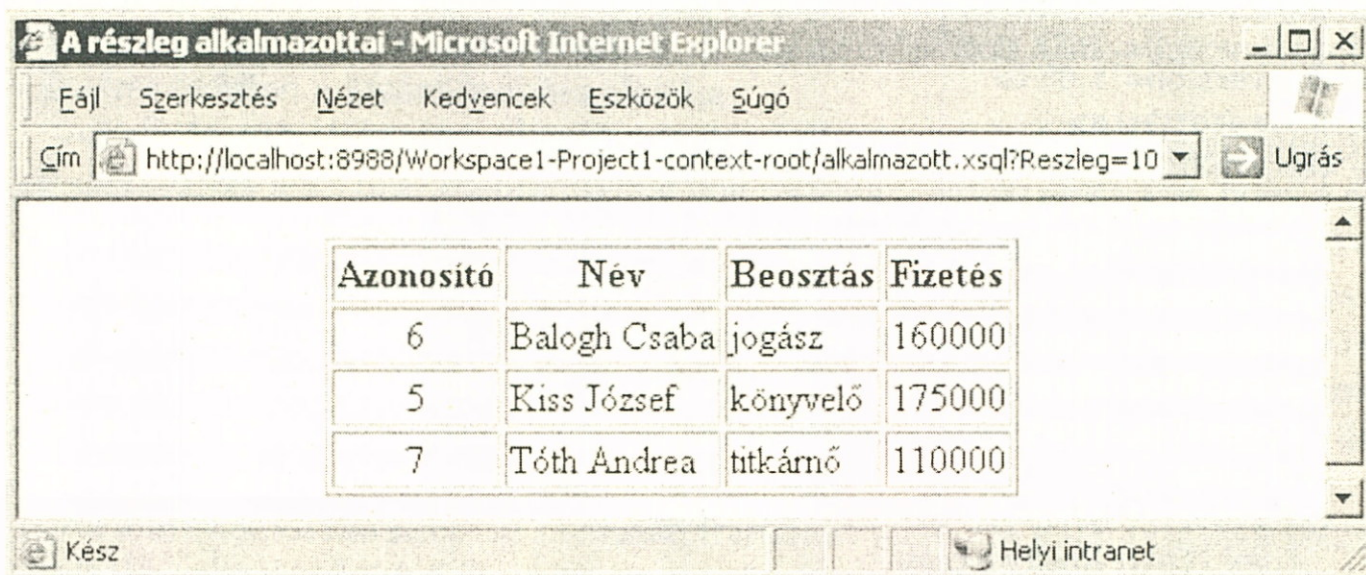 A részleg alkalmazottai - Microsoft Internet Explorer
Fájl Szerkesztés Nézet Kedvencek Eszközök Súgó
Cím http://localhost:8988/Workspace1-Project1-context-root/alkalmazott.xsql?Reszleg=10 Ugrás
Azonosító Név Beosztás Fizetés
6 Balogh Csaba jogász 160000
5 Kiss József könyvelő 175000
7 Tóth Andrea titkárnő 110000
Kész Helyi intranet